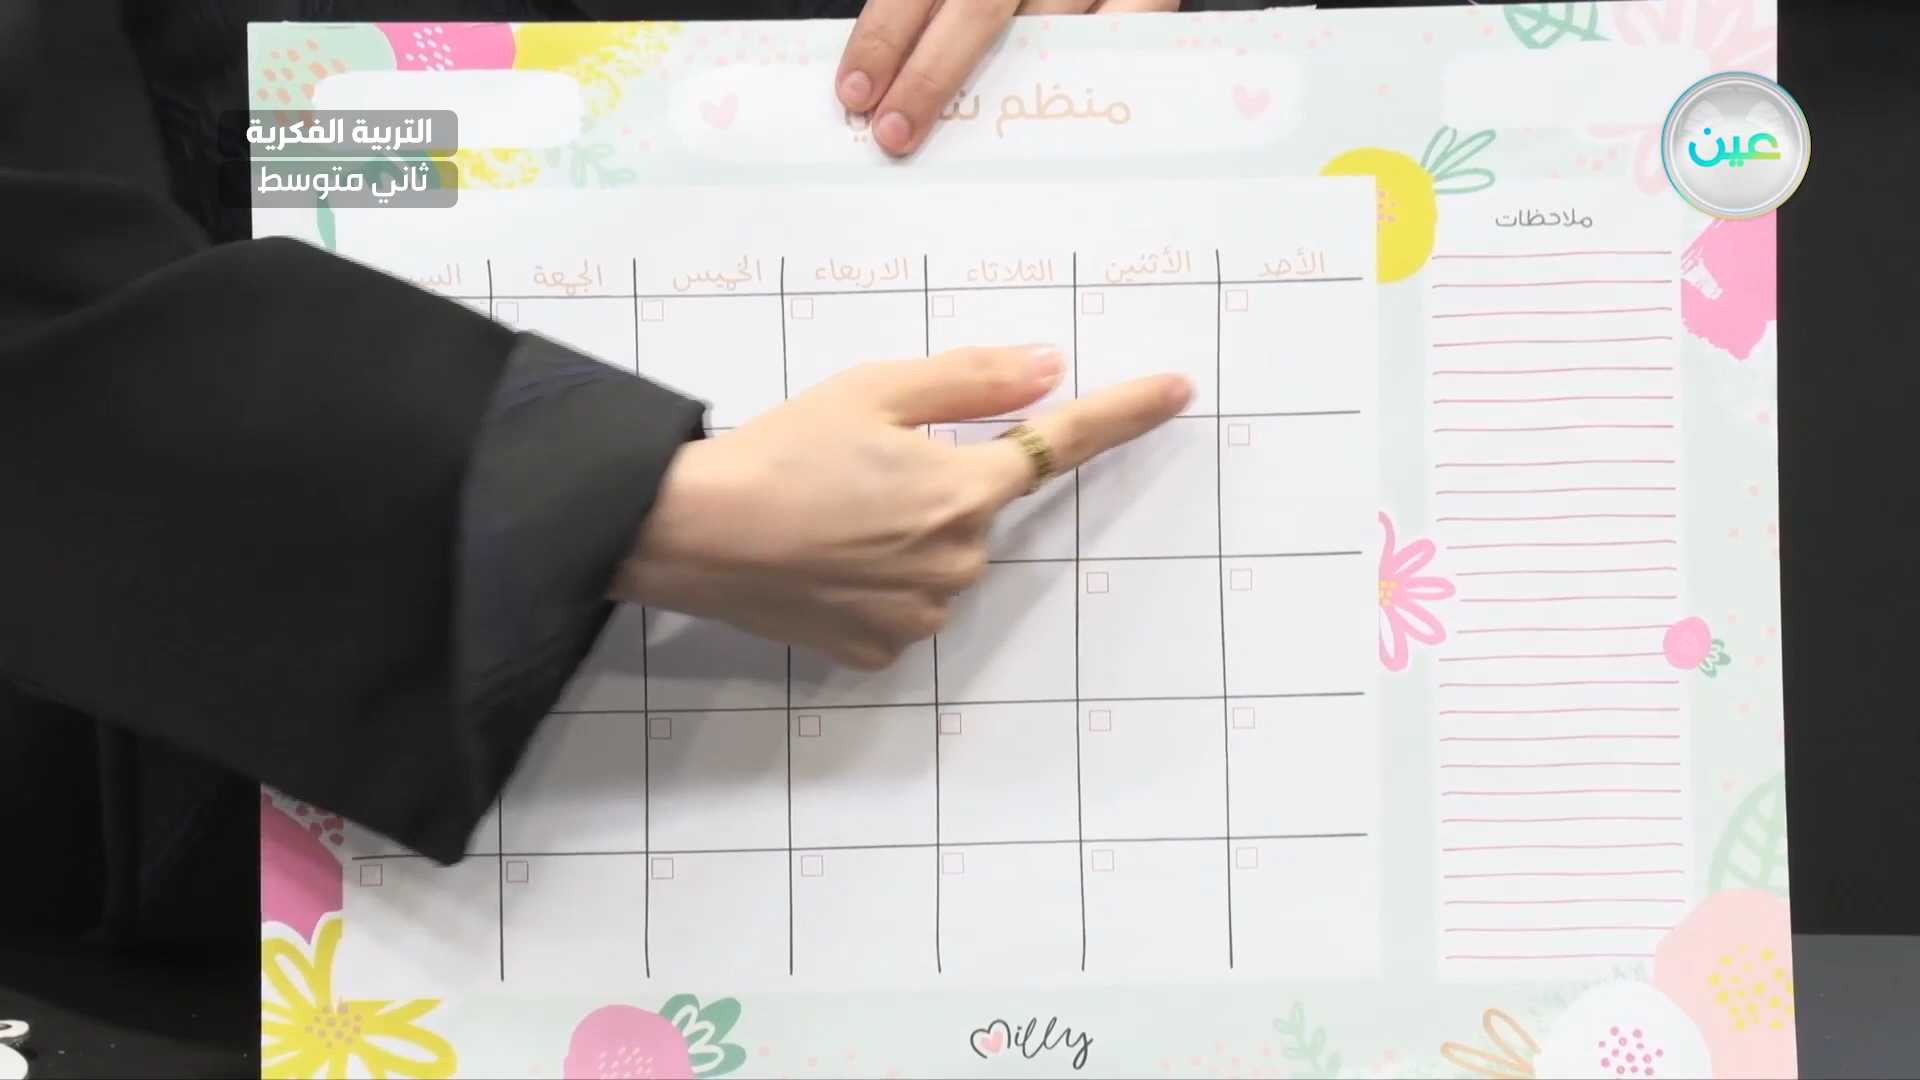 منظم
التربية الفكرية
ثاني متوسط
عين
ملاحظات
الأحد الأثنين الثلاثاء الاربعاء الخميس الجمعة
Milly